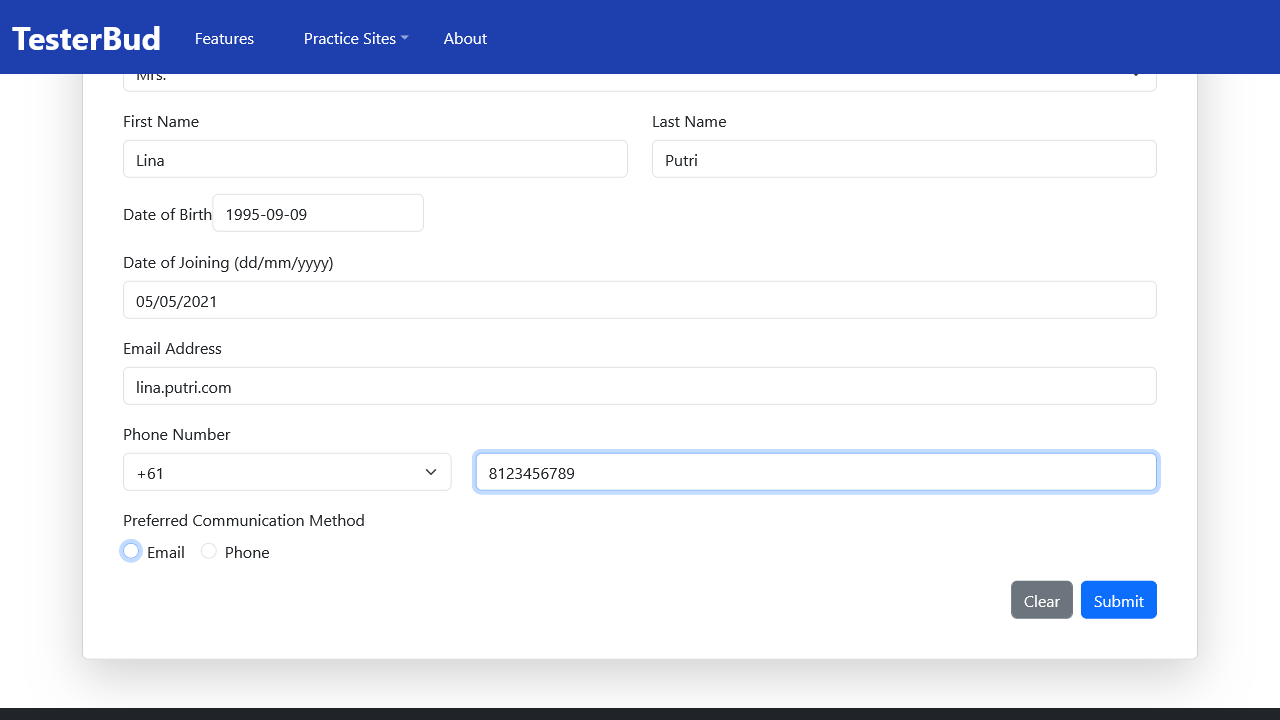 TesterBud Features Practice Sites About
Mrs.
First Name Last Name
Lina Putri
Date of Birth 1995-09-09
Date of Joining (dd/mm/yyyy)
05/05/2021
Email Address
lina.putri.com
Phone Number
+61 8123456789
Preferred Communication Method
Email Phone
Clear Submit